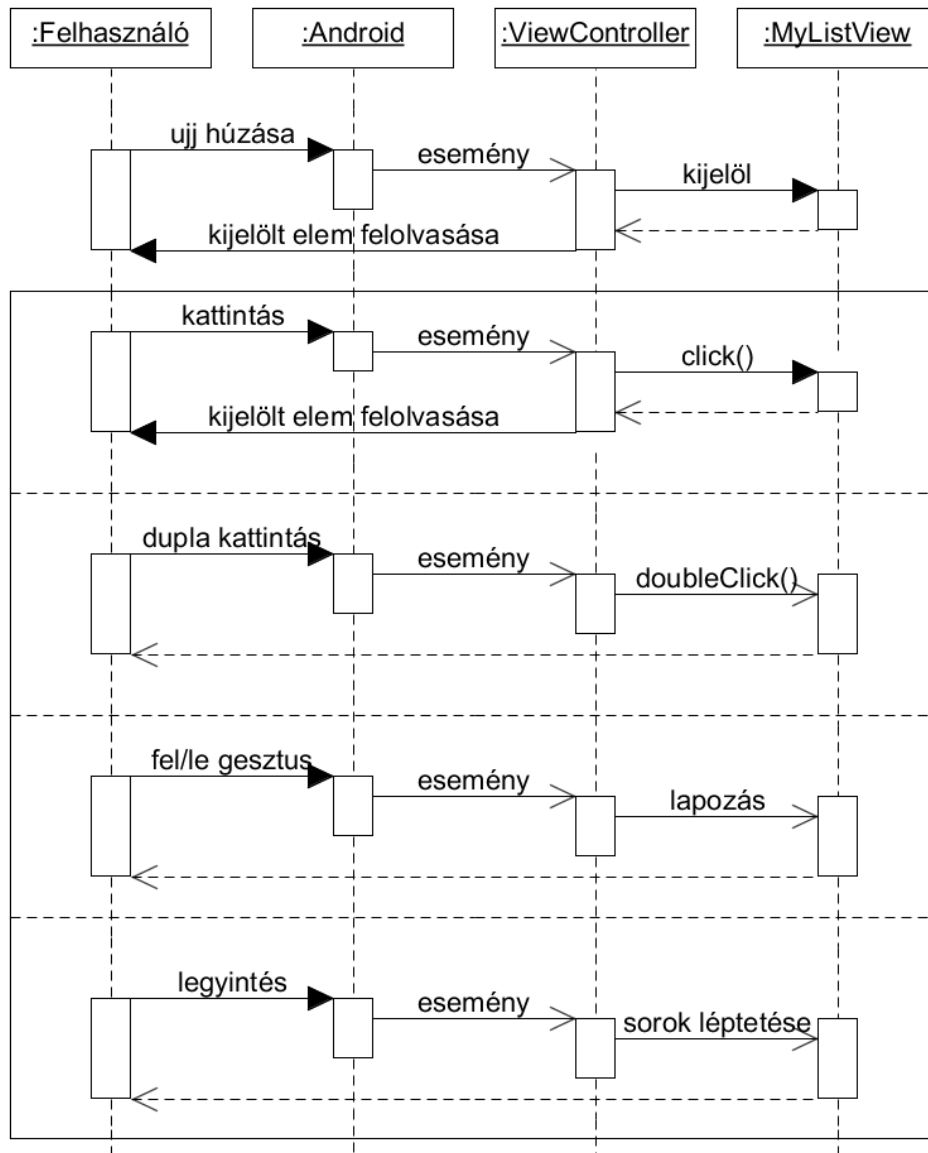 :Felhasználó
:Android
:ViewController
:MyListView
ujj húzása
esemény
kijelöl
kijelölt elem felolvasása
kattintás
esemény
click()
kijelölt elem felolvasása
dupla kattintás
esemény
doubleClick()
fel/le gesztus
esemény
lapozás
legyintés
esemény
sorok léptetése